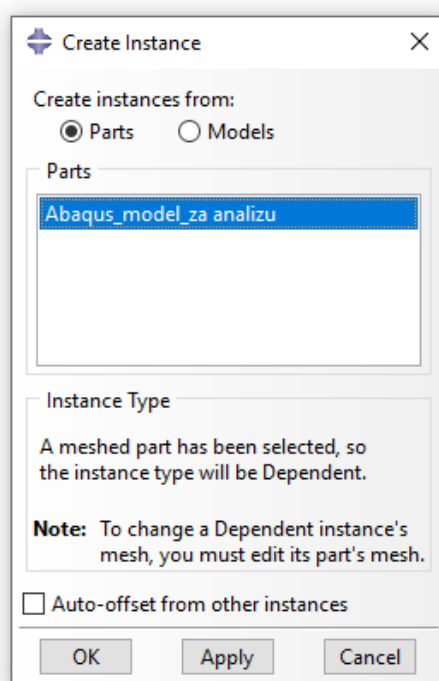 Create Instance
Create instances from:
Parts Models
Parts
Abaqus_model_za analizu
Instance Type
A meshed part has been selected, so
the instance type will be Dependent.
Note: To change a Dependent instance's
mesh, you must edit its part's mesh.
Auto-offset from other instances
OK Apply Cancel